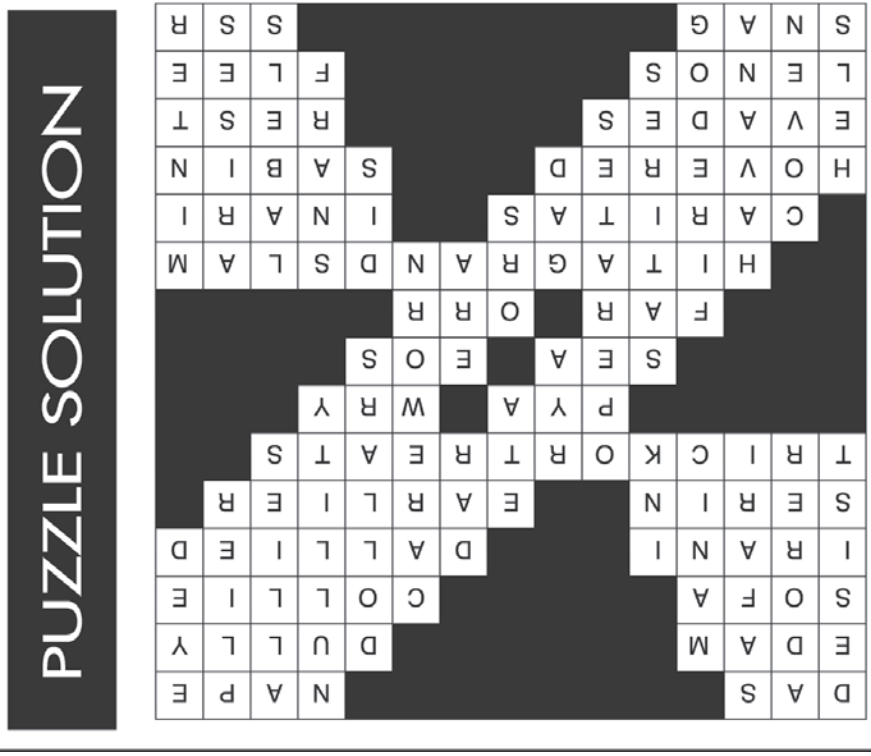 PUZZLE SOLUTION
DAS NAPE
EDAM DULLY
SOFA COLLIE
IRANI DALLIED
SERIN EARLIER
TRICKORTREATS
PYA WRY
SEA EOS
FAR ORR
HITAGRANDSLAM
CARITAS INARI
HOVERED SABIN
EVADES REST
LENOS FLEE
SNAG SSR